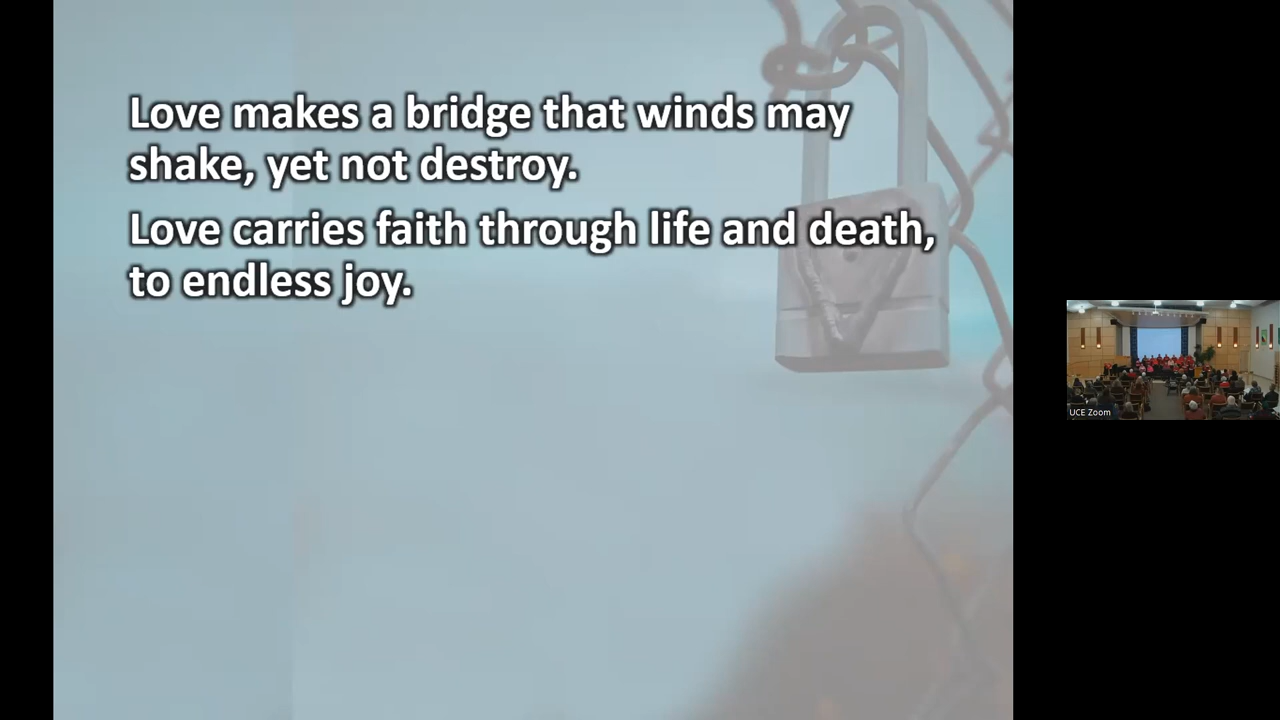 Love makes a bridge that winds may
shake, yet not destroy.
Love carries faith through life and death,
to endless joy.
UCE Zoom